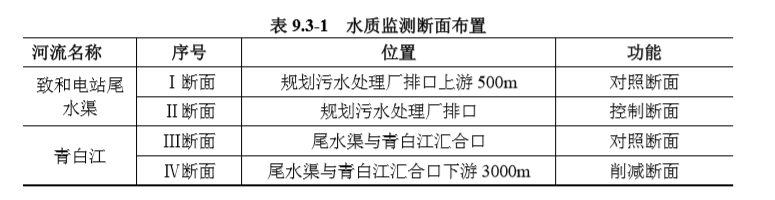 表 9.3-1 水质监测断面布置
河流名称 序号 位置 功能
致和电站尾水渠 Ⅰ断面 规划污水处理厂排口上游 500m 对照断面
Ⅱ断面 规划污水处理厂排口 控制断面
青白江 Ⅲ断面 尾水渠与青白江汇合口 对照断面
Ⅳ断面 尾水渠与青白江汇合口下游 3000m 削减断面